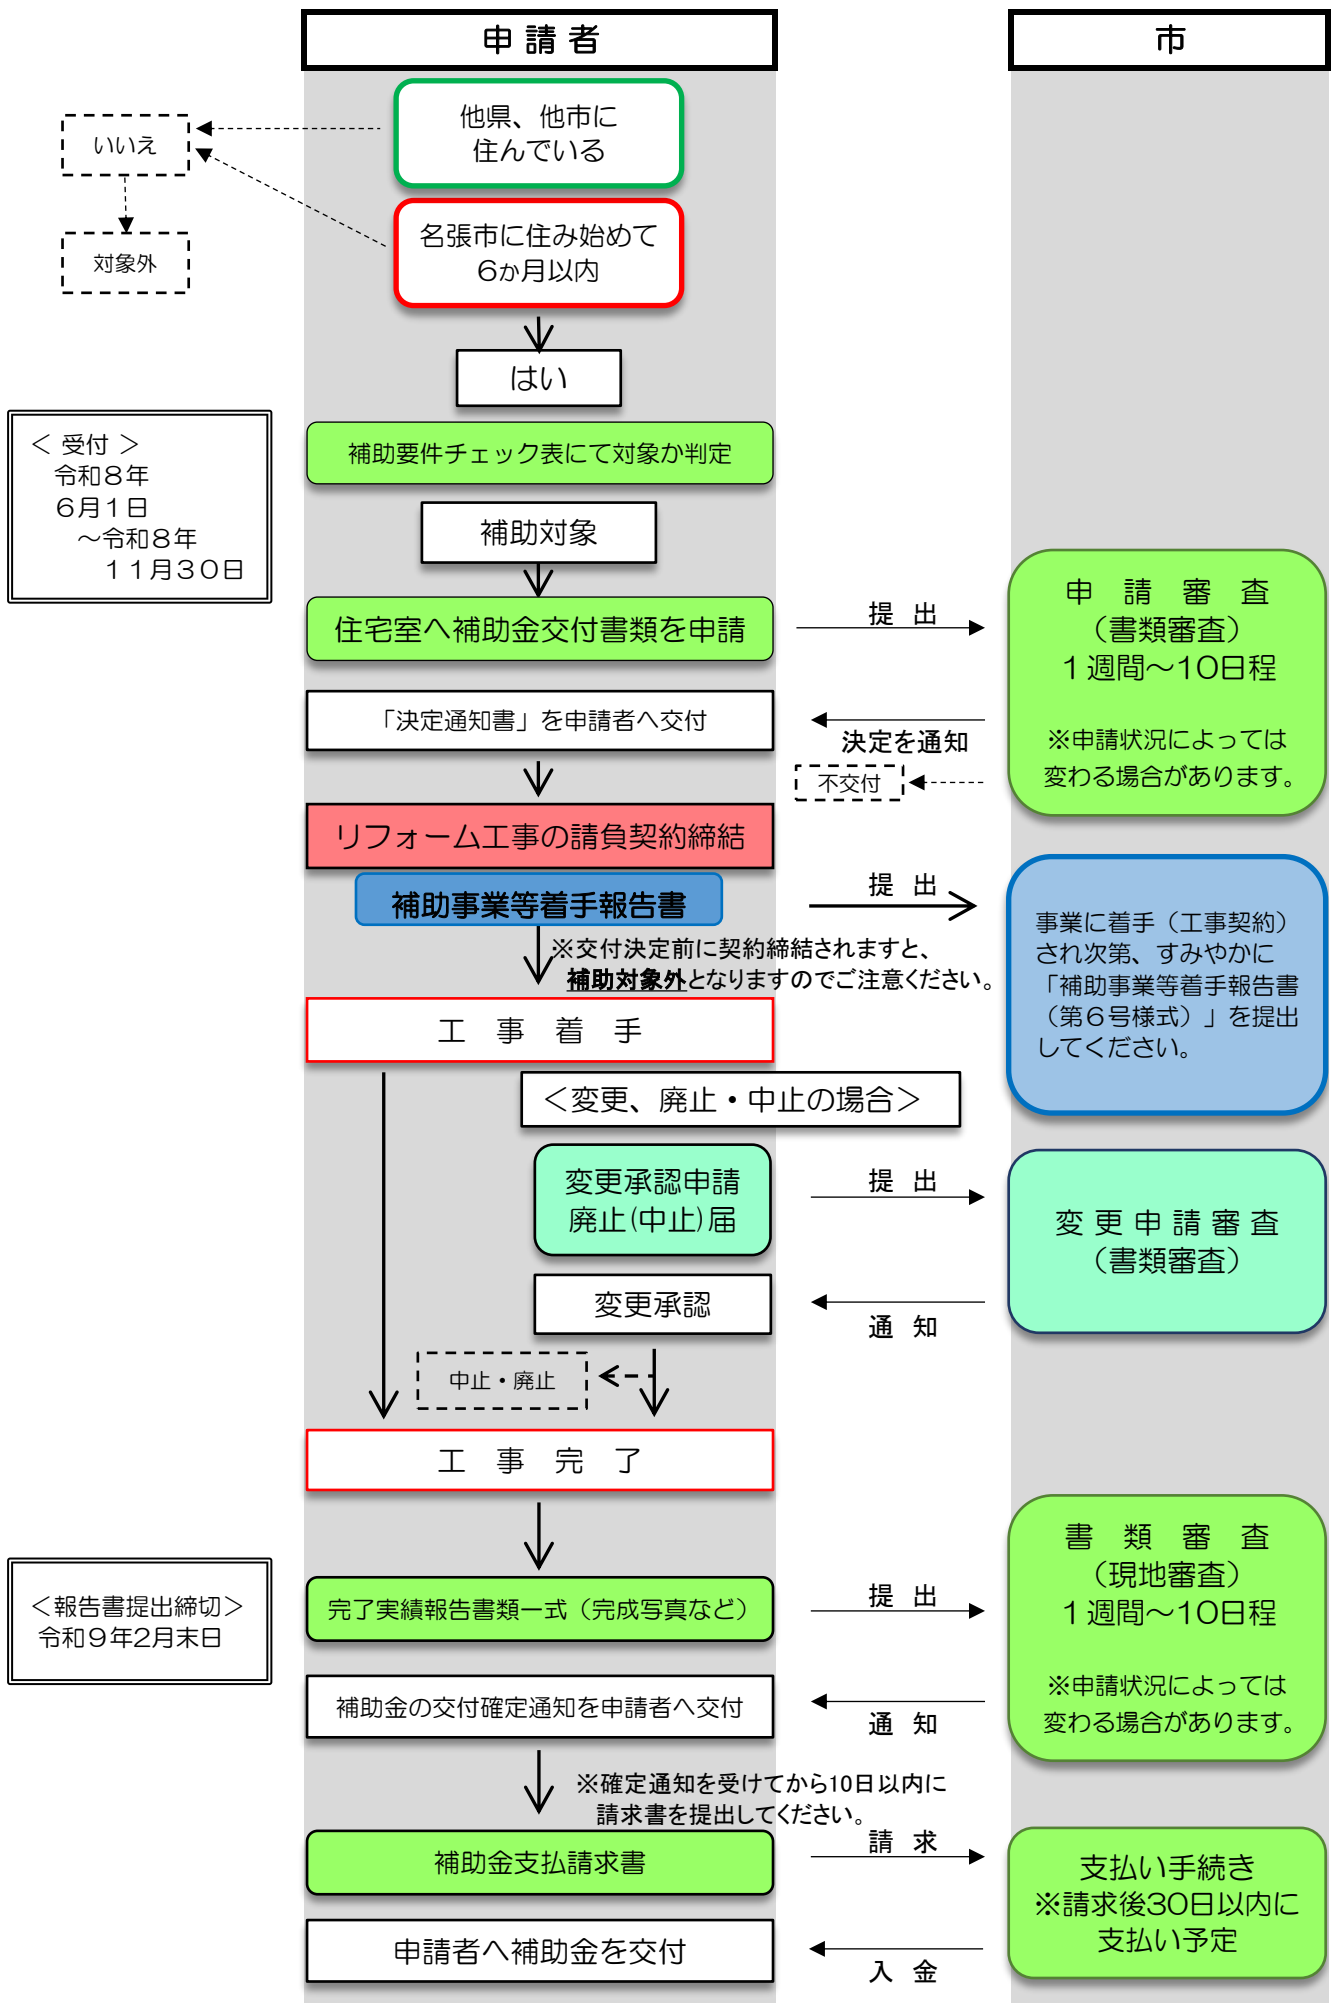 申請者
市
他県、他市に
住んでいる
いいえ
対象外
名張市に住み始めて
6か月以内
はい
＜ 受付 ＞
令和８年
６月１日
～令和８年
１１月３０日
補助要件チェック表にて対象か判定
補助対象
住宅室へ補助金交付書類を申請
提 出
申 請 審 査
（書類審査）
１週間～10日程
※申請状況によっては
変わる場合があります。
「決定通知書」を申請者へ交付
決定を通知
不交付
リフォーム工事の請負契約締結
補助事業等着手報告書
提 出
事業に着手（工事契約）
され次第、すみやかに
「補助事業等着手報告書
（第６号様式）」を提出
してください。
※交付決定前に契約締結されますと、
補助対象外となりますのでご注意ください。
工 事 着 手
＜変更、廃止・中止の場合＞
変更承認申請
廃止(中止)届
提 出
変更申請審査
（書類審査）
変更承認
通 知
中止・廃止
工 事 完 了
＜報告書提出締切＞
令和９年2月末日
完了実績報告書類一式（完成写真など）
提 出
書 類 審 査
（現地審査）
１週間～10日程
※申請状況によっては
変わる場合があります。
補助金の交付確定通知を申請者へ交付
通 知
※確定通知を受けてから10日以内に
請求書を提出してください。
補助金支払請求書
請 求
支払い手続き
※請求後30日以内に
支払い予定
申請者へ補助金を交付
入 金